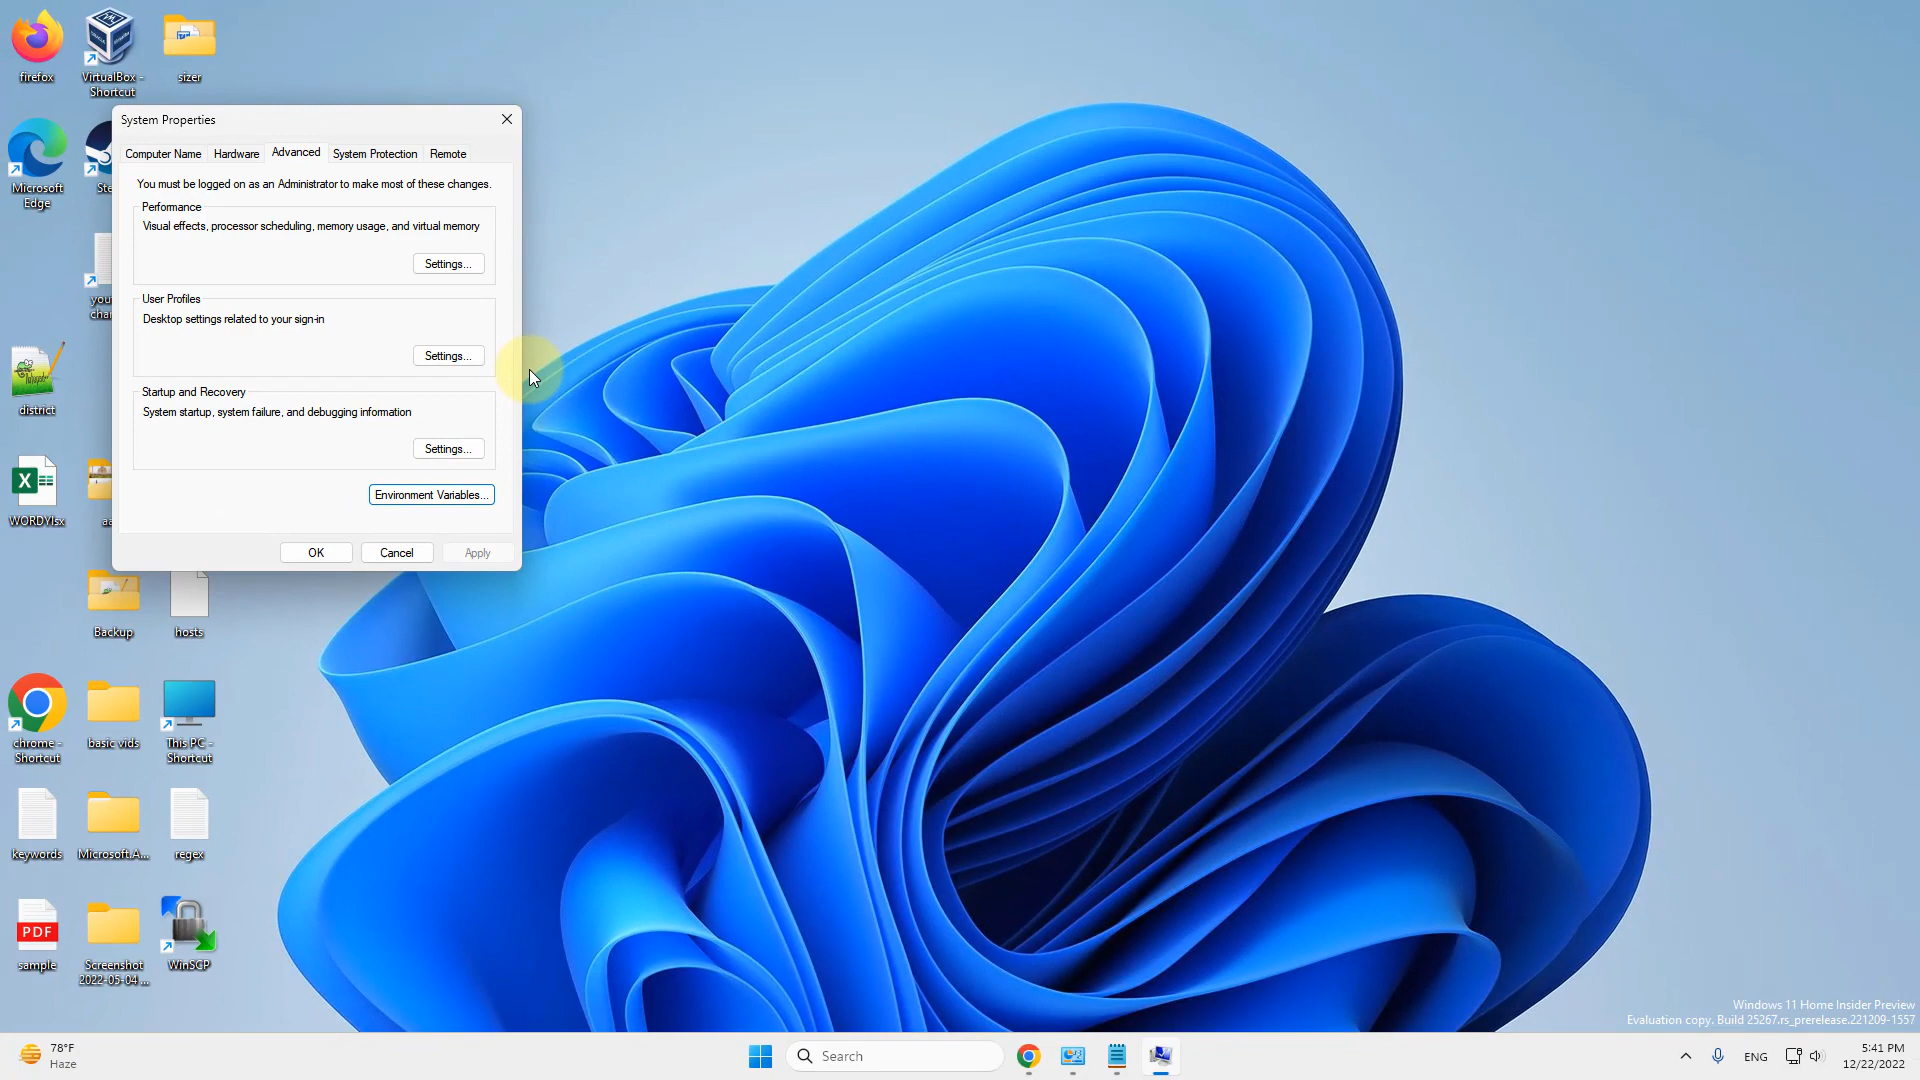 firefox
VirtualBox -
Shortcut
sizer
System Properties
Computer Name
Hardware
Advanced
System Protection
Remote
You must be logged on as an Administrator to make most of these changes.
Performance
Visual effects, processor scheduling, memory usage, and virtual memory
Settings...
User Profiles
Desktop settings related to your sign-in
Settings...
Startup and Recovery
System startup, system failure, and debugging information
Settings...
Environment Variables...
OK
Cancel
Apply
Microsoft
Edge
Ste
you
cha
district
WORDYlsx
X
aa
Backup
hosts
chrome -
Shortcut
basic vids
This PC -
Shortcut
keywords
Microsoft.A...
regex
PDF
sample
Screenshot
2022-05-04 ...
WinSCP
Windows 11 Home Insider Preview
Evaluation copy. Build 25267.rs_prerelease.221209-1557
78°F
Haze
Search
ENG
5:41 PM
12/22/2022